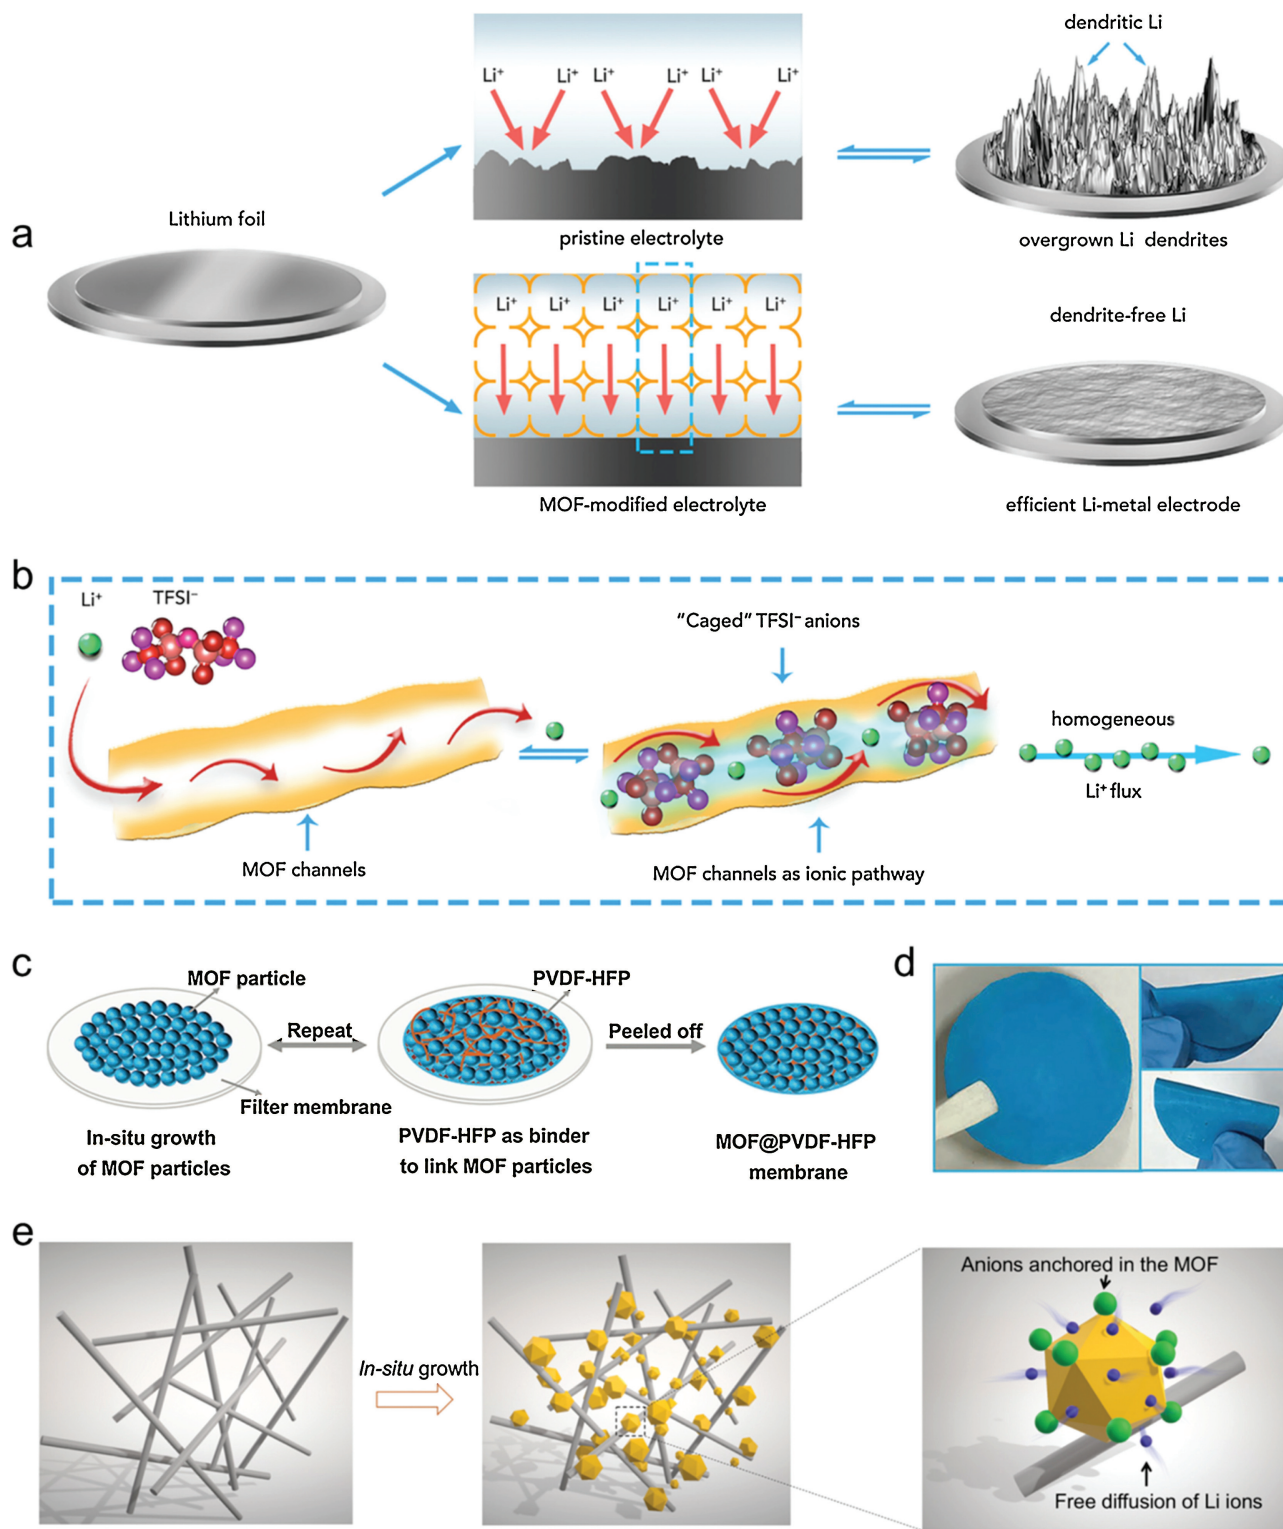 dendritic Li
Li⁺ Li⁺ Li⁺ Li⁺ Li⁺ Li⁺
a
Lithium foil
pristine electrolyte
overgrown Li dendrites
Li⁺ Li⁺ Li⁺ Li⁺ Li⁺ Li⁺
dendrite-free Li
MOF-modified electrolyte
efficient Li-metal electrode
b
Li⁺
TFSI⁻
"Caged" TFSI⁻ anions
homogeneous
Li⁺ flux
MOF channels
MOF channels as ionic pathway
c
MOF particle
PVDF-HFP
Repeat
Peeled off
Filter membrane
In-situ growth
of MOF particles
PVDF-HFP as binder
to link MOF particles
MOF@PVDF-HFP
membrane
d
e
In-situ growth
Anions anchored in the MOF
Free diffusion of Li ions